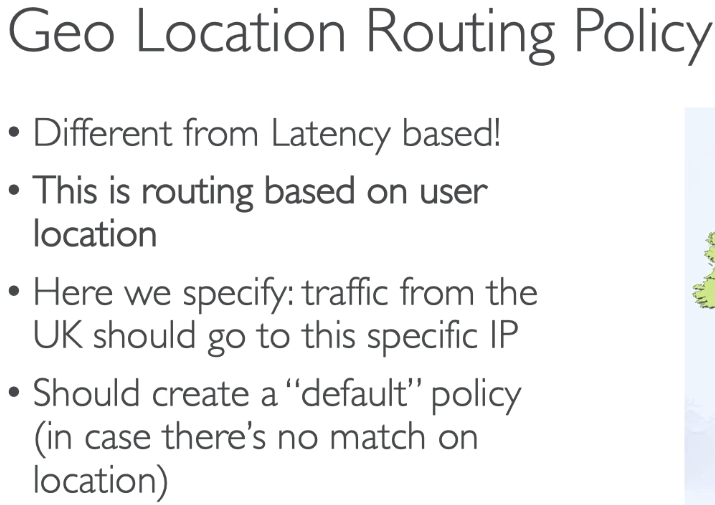 Geo Location Routing Policy
• Different from Latency based!
• This is routing based on user
location
• Here we specify: traffic from the
UK should go to this specific IP
• Should create a “default” policy
(in case there’s no match on
location)